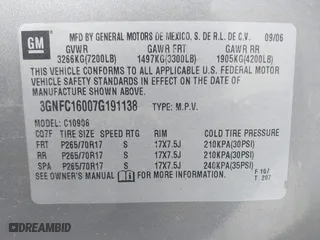 GM
MFD BY GENERAL MOTORS DE MEXICO, S. DE R.L. DE C.V. 09/06
GVWR GAWR FRT GAWR RR
3266KG(7200LB) 1497KG(3300LB) 1905KG(4200LB)
THIS VEHICLE CONFORMS TO ALL APPLICABLE
U.S. FEDERAL MOTOR VEHICLE SAFETY
STANDARDS IN EFFECT ON THE DATE OF
MANUFACTURE SHOWN ABOVE.
3GNFC16007G191138 TYPE: M.P.V.
MODEL: C10906
TIRE SIZE SPEED RTG RIM COLD TIRE PRESSURE
FRT P265/70R17 S 17X7.5J 210KPA(30PSI)
RR P265/70R17 S 17X7.5J 210KPA(30PSI)
SPA P265/70R17 S 17X7.5J 240KPA(35PSI)
SEE OWNER'S MANUAL FOR ADDITIONAL INFORMATION
DREAMBID